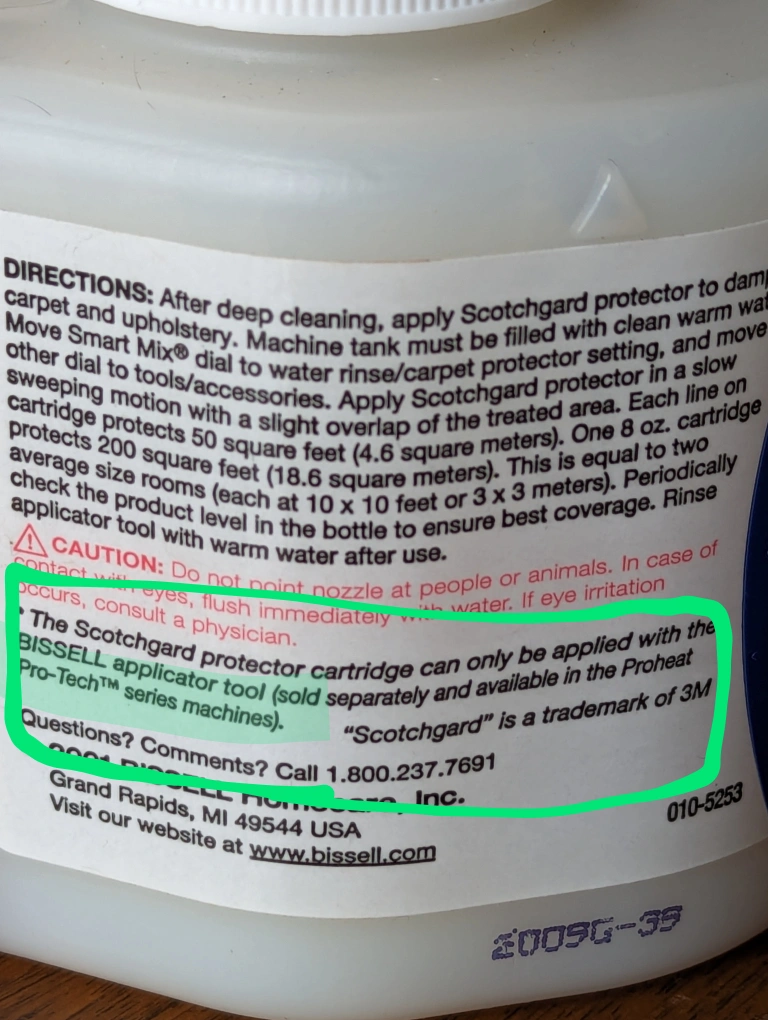 DIRECTIONS: After deep cleaning, apply Scotchgard protector to
carpet and upholstery. Machine tank must be filled with clean warm
Move Smart Mix® dial to water rinse/carpet protector setting, and move
other dial to tools/accessories. Apply Scotchgard protector in a slow
sweeping motion with a slight overlap of the treated area. Each line on
cartridge protects 50 square feet (4.6 square meters). One 8 oz. cartridge
protects 200 square feet (18.6 square meters). This is equal to two
average size rooms (each at 10 x 10 feet or 3 x 3 meters). Periodically
check the product level in the bottle to ensure best coverage. Rinse
applicator tool with warm water after use.
⚠ CAUTION: Do not point nozzle at people or animals. In case of
contact with eyes, flush immediately with water. If eye irritation
occurs, consult a physician.
• The Scotchgard protector cartridge can only be applied with the
BISSELL applicator tool (sold separately and available in the Proheat
Pro-Tech™ series machines).
"Scotchgard" is a trademark of 3M
Questions? Comments? Call 1.800.237.7691
BISSELL Homecare, Inc.
Grand Rapids, MI 49544 USA
Visit our website at www.bissell.com
010-5253